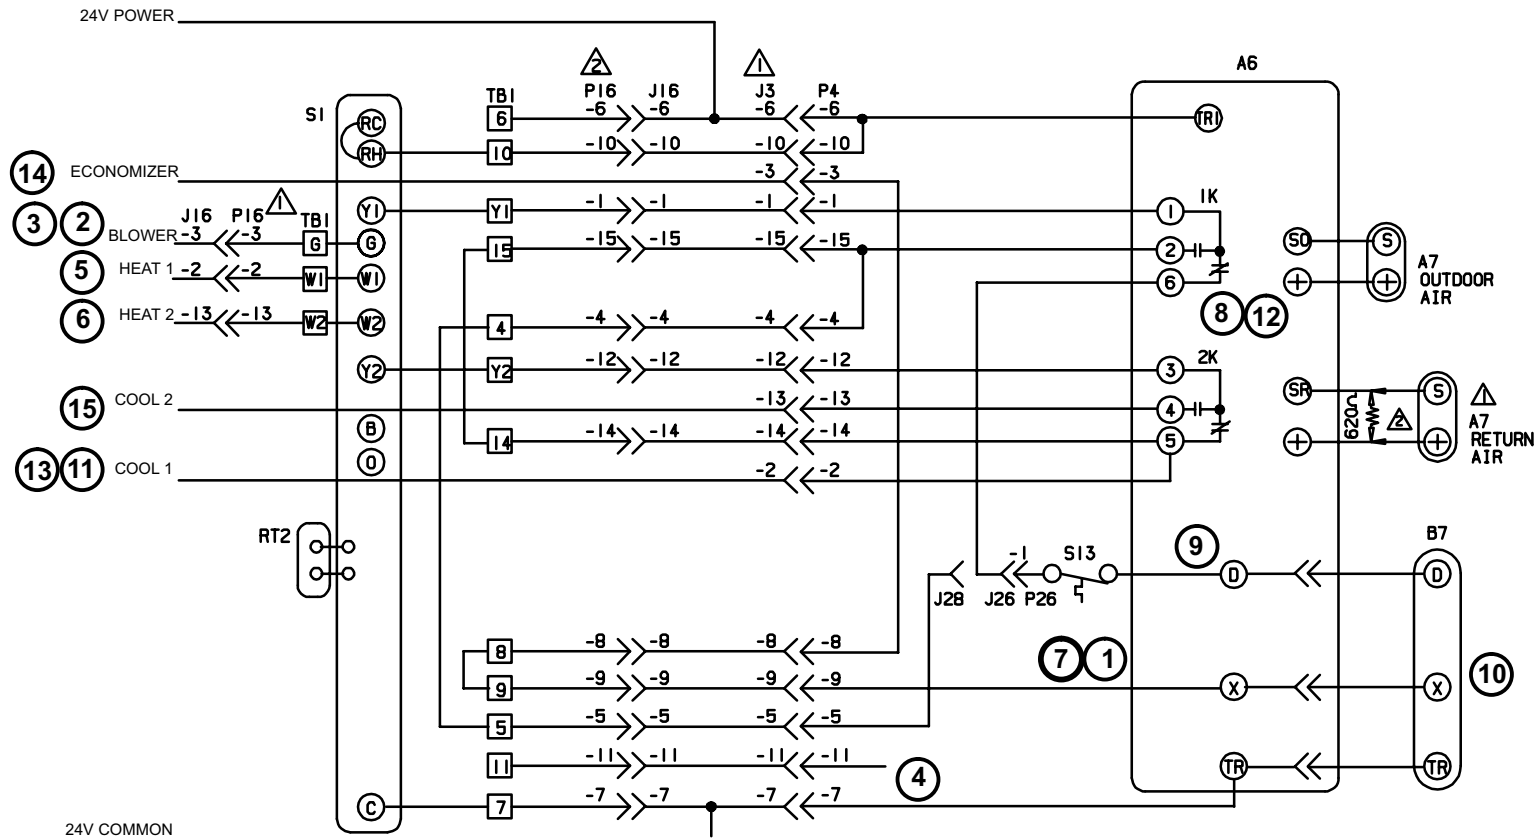 24V POWER
2 1 A6
TB1 P16 J16 J3 P4
S1 RC 6 -6 -6 -6 -6 TR1
RH 10 -10 -10 -10 -10
14 ECONOMIZER -3 -3
1 1K
3 2 J16 P16 TB1 Y1 Y1 -1 -1 -1 -1 1
BLOWER -3 -3 G G 15 -15 -15 -15 -15 2 SO S
A7
OUTDOOR
AIR
5 HEAT 1 -2 -2 W1 W1 6 + +
8 12
6 HEAT 2 -13 -13 W2 W2 4 -4 -4 -4 -4
2K
Y2 Y2 -12 -12 -12 -12 3
SR S 1
15 COOL 2 -13 -13 4 620Ω 2
A7
RETURN
AIR
B 14 -14 -14 -14 -14 5 + +
13 11 COOL 1 O -2 -2
RT2 9 B7
-1 S13
D D
J28 J26 P26
8 -8 -8 -8 -8
7 1
9 -9 -9 -9 -9 X X 10
5 -5 -5 -5 -5
11 -11 -11 -11 -11 TR TR
4
C 7 -7 -7 -7 -7
24V COMMON